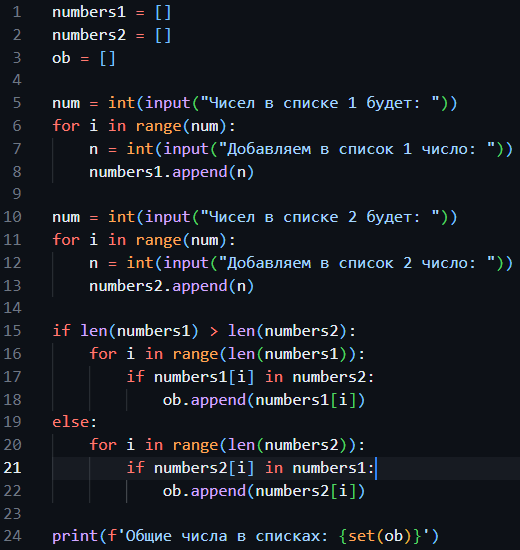 1 numbers1 = []
2 numbers2 = []
3 ob = []
4
5 num = int(input("Чисел в списке 1 будет: "))
6 for i in range(num):
7     n = int(input("Добавляем в список 1 число: "))
8     numbers1.append(n)
9
10 num = int(input("Чисел в списке 2 будет: "))
11 for i in range(num):
12     n = int(input("Добавляем в список 2 число: "))
13     numbers2.append(n)
14
15 if len(numbers1) > len(numbers2):
16     for i in range(len(numbers1)):
17         if numbers1[i] in numbers2:
18             ob.append(numbers1[i])
19 else:
20     for i in range(len(numbers2)):
21         if numbers2[i] in numbers1:
22             ob.append(numbers2[i])
23
24 print(f'Общие числа в списках: {set(ob)}')